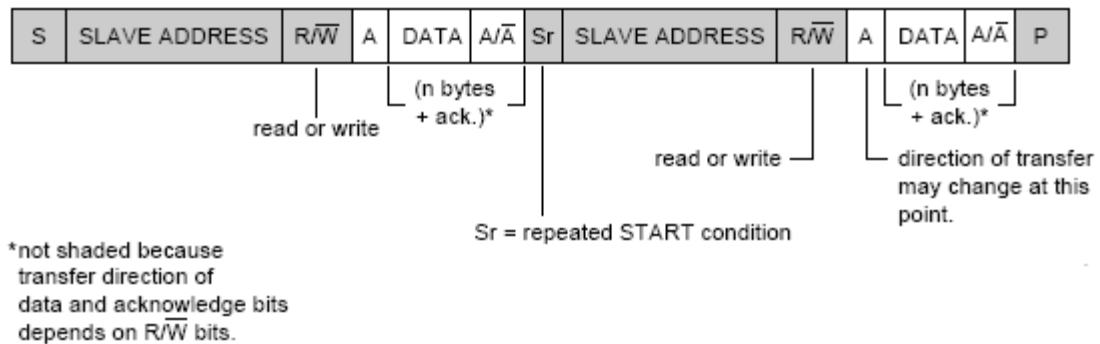 S SLAVE ADDRESS R/W̅ A DATA A/A̅ Sr SLAVE ADDRESS R/W̅ A DATA A/A̅ P
(n bytes + ack.)*
read or write
(n bytes + ack.)*
read or write
direction of transfer
may change at this
point.
Sr = repeated START condition
*not shaded because
transfer direction of
data and acknowledge bits
depends on R/W̅ bits.